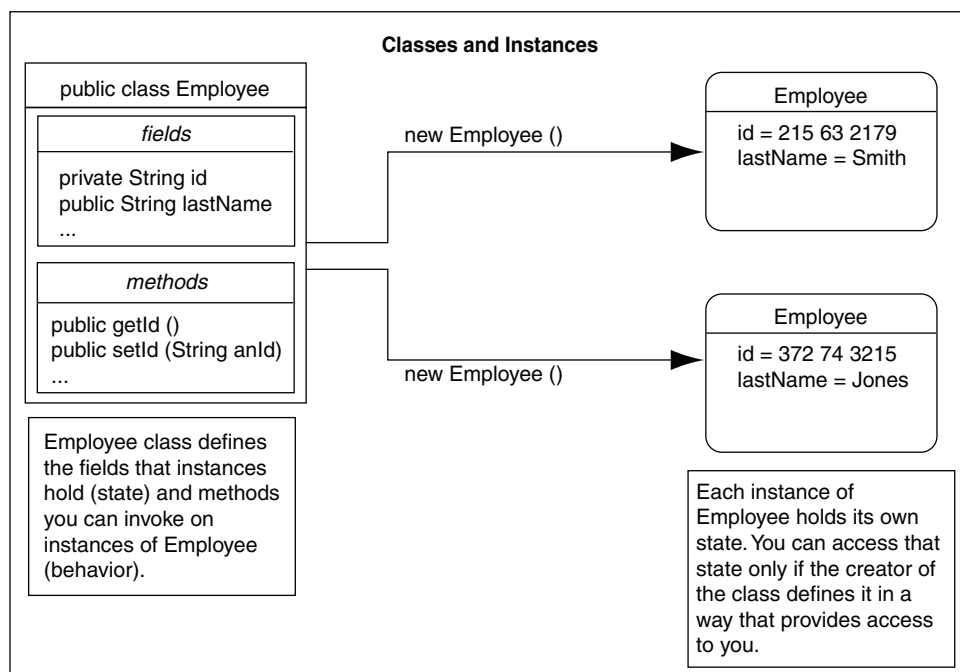 Classes and Instances
public class Employee
fields
private String id
public String lastName
...
methods
public getId ()
public setId (String anId)
...
Employee class defines
the fields that instances
hold (state) and methods
you can invoke on
instances of Employee
(behavior).
new Employee ()
new Employee ()
Employee
id = 215 63 2179
lastName = Smith
Employee
id = 372 74 3215
lastName = Jones
Each instance of
Employee holds its own
state. You can access that
state only if the creator of
the class defines it in a
way that provides access
to you.